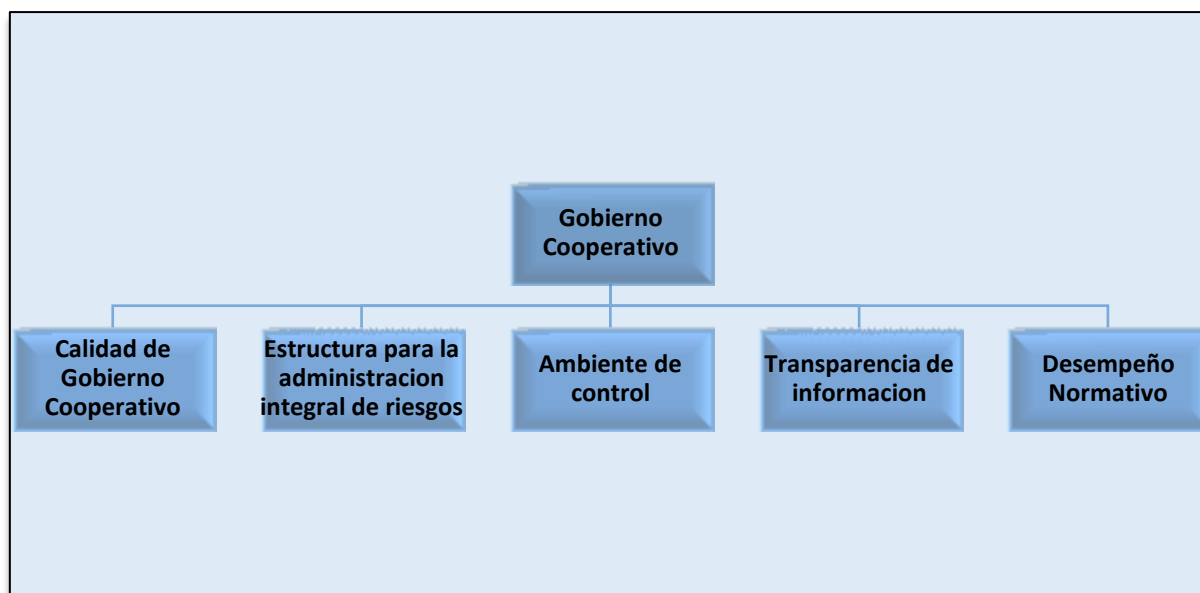 Gobierno
Cooperativo
Calidad de
Gobierno
Cooperativo
Estructura para la
administracion
integral de riesgos
Ambiente de
control
Transparencia de
informacion
Desempeño
Normativo